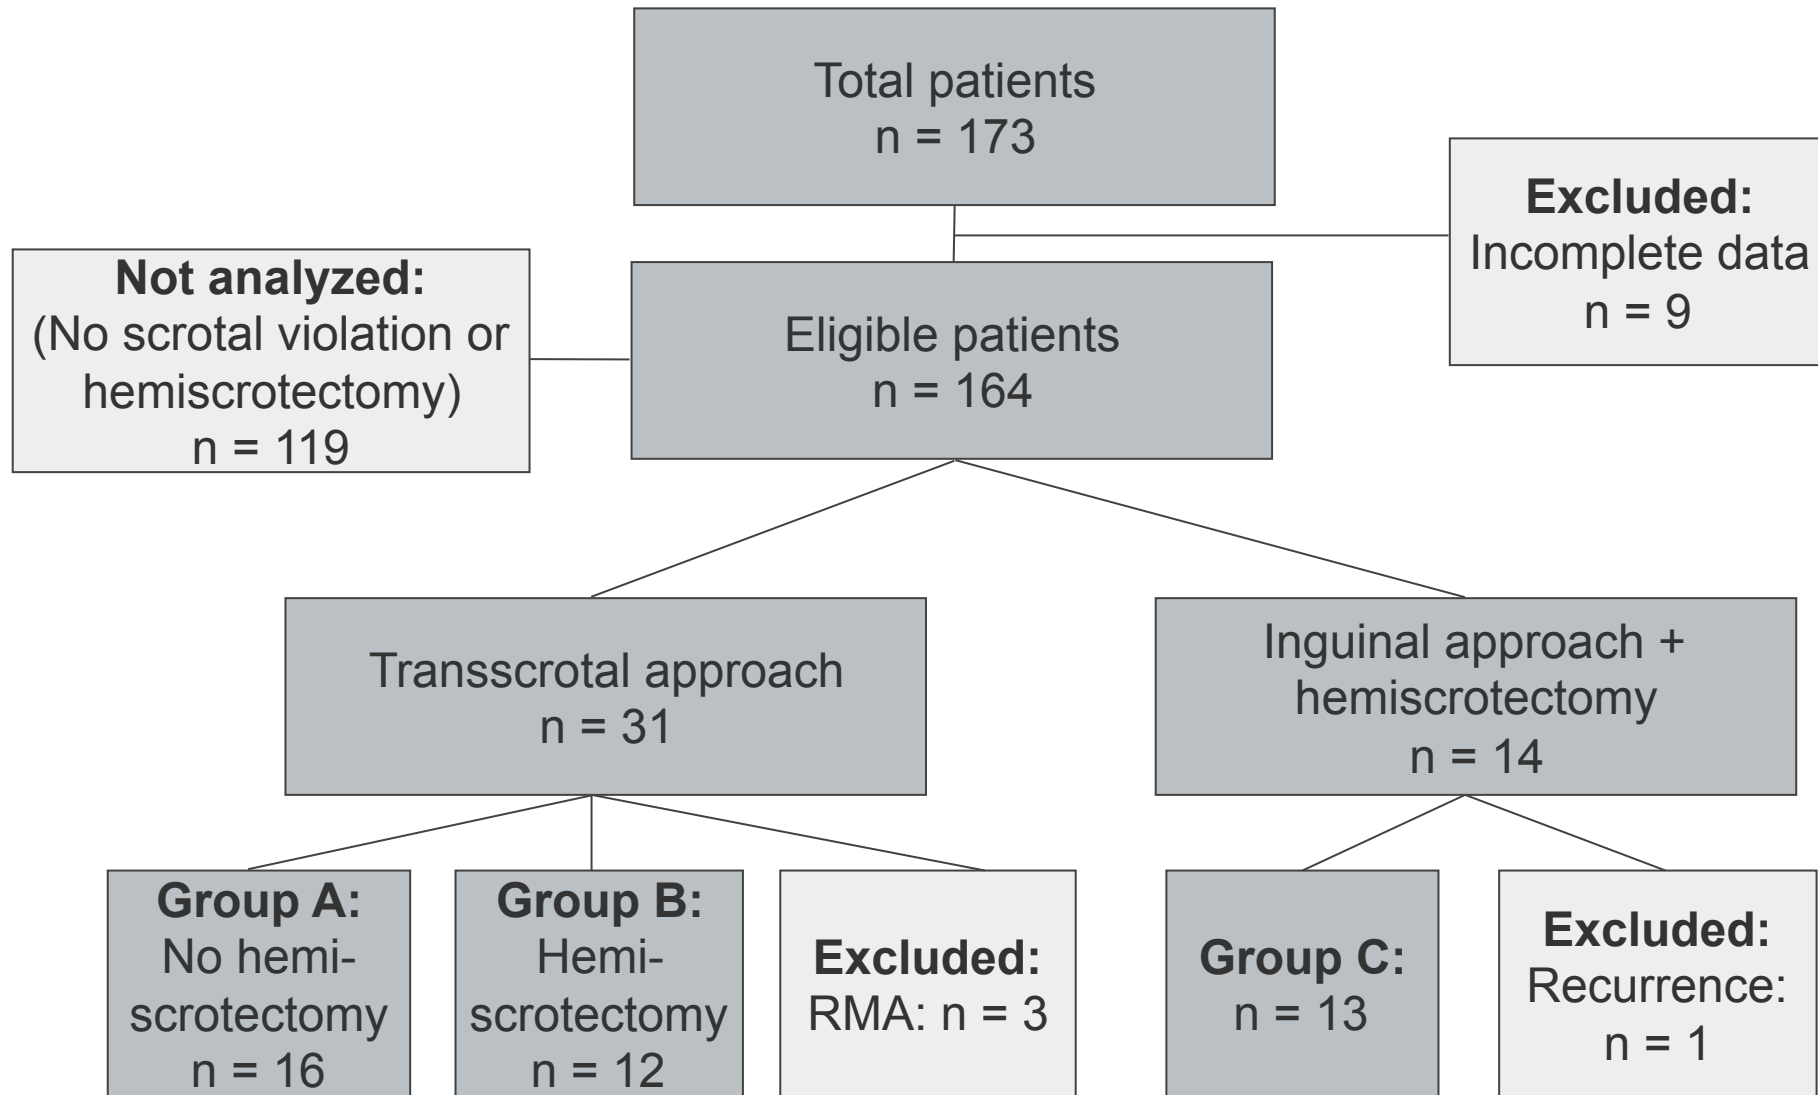 Total patients
n = 173
Excluded:
Incomplete data
n = 9
Not analyzed:
(No scrotal violation or
hemiscrotectomy)
n = 119
Eligible patients
n = 164
Transscrotal approach
n = 31
Inguinal approach +
hemiscrotectomy
n = 14
Group A:
No hemi-
scrotectomy
n = 16
Group B:
Hemi-
scrotectomy
n = 12
Excluded:
RMA: n = 3
Group C:
n = 13
Excluded:
Recurrence:
n = 1